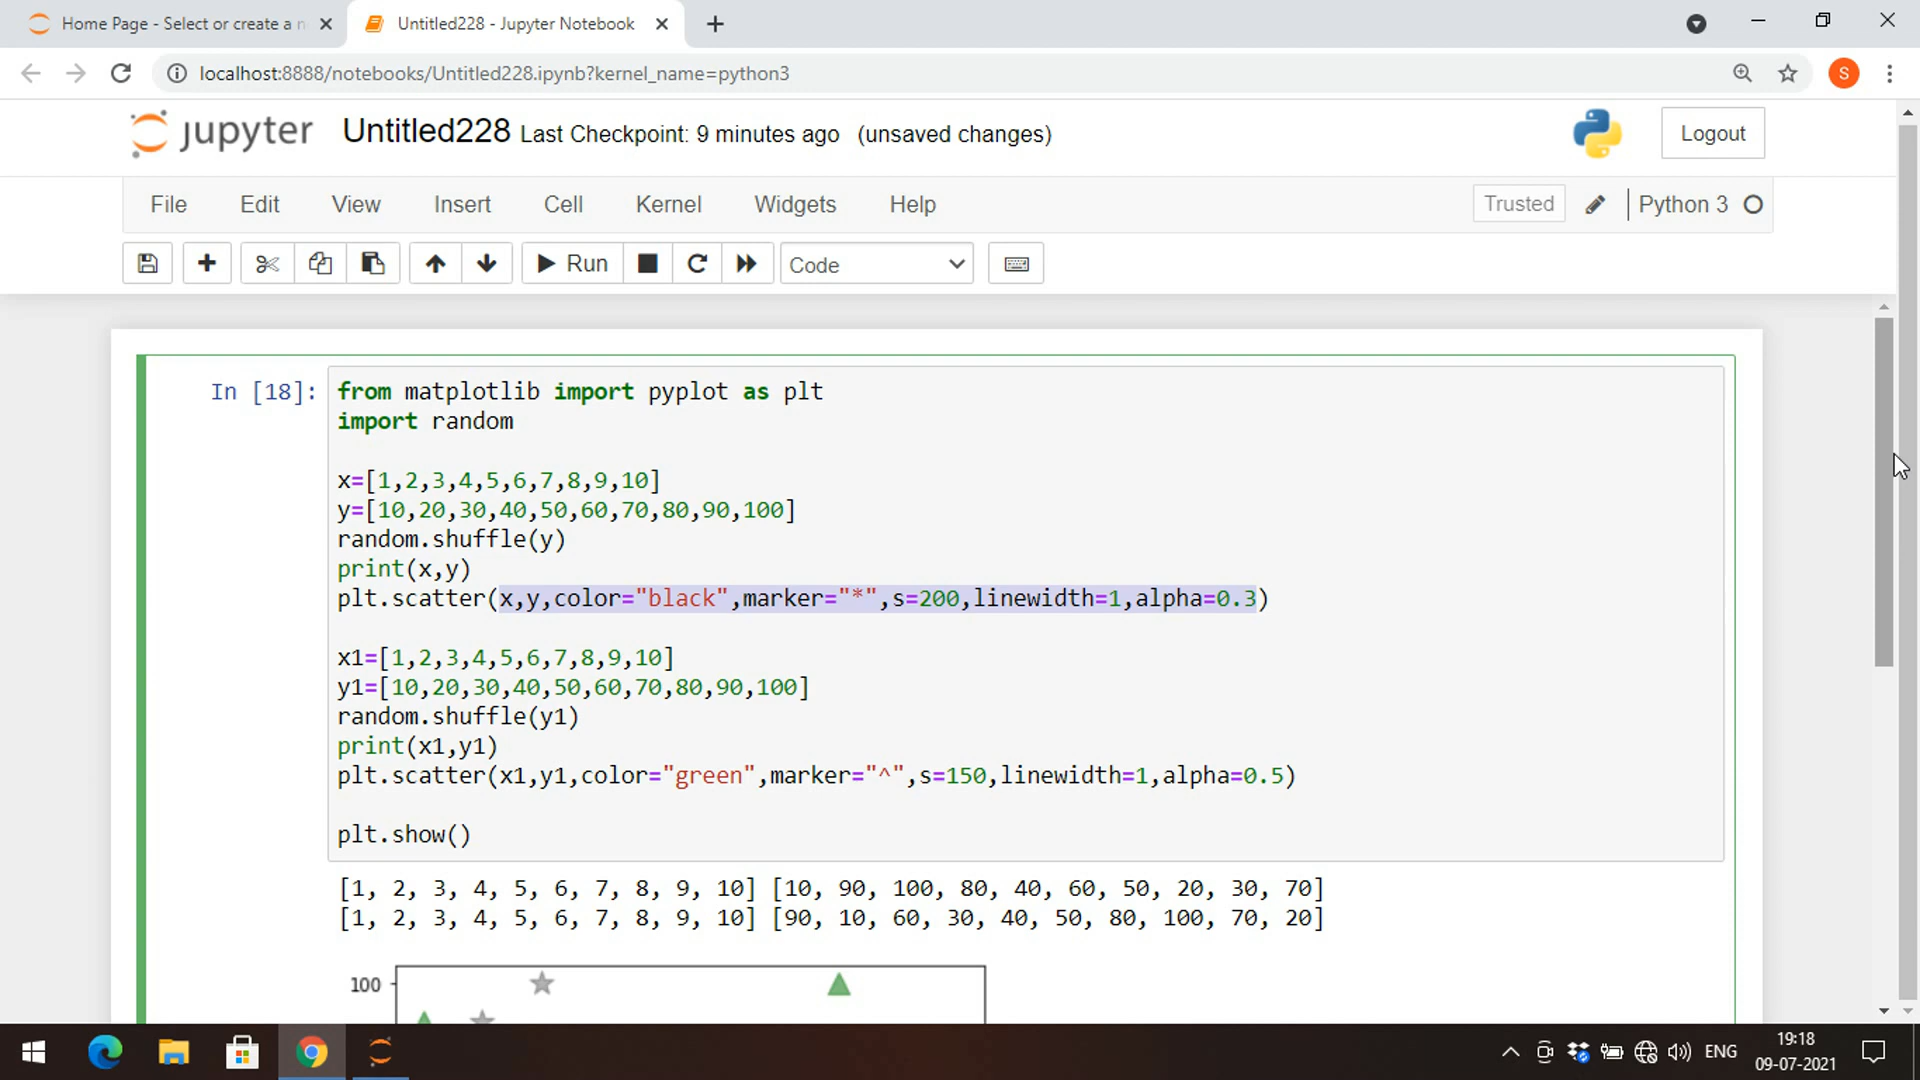 Home Page - Select or create a n
Untitled228 - Jupyter Notebook
localhost:8888/notebooks/Untitled228.ipynb?kernel_name=python3
S
jupyter Untitled228 Last Checkpoint: 9 minutes ago (unsaved changes)
Logout
File Edit View Insert Cell Kernel Widgets Help
Trusted
Python 3
Run
Code
In [18]:
from matplotlib import pyplot as plt
import random
x=[1,2,3,4,5,6,7,8,9,10]
y=[10,20,30,40,50,60,70,80,90,100]
random.shuffle(y)
print(x,y)
plt.scatter(x,y,color="black",marker="*",s=200,linewidth=1,alpha=0.3)
x1=[1,2,3,4,5,6,7,8,9,10]
y1=[10,20,30,40,50,60,70,80,90,100]
random.shuffle(y1)
print(x1,y1)
plt.scatter(x1,y1,color="green",marker="^",s=150,linewidth=1,alpha=0.5)
plt.show()
[1, 2, 3, 4, 5, 6, 7, 8, 9, 10] [10, 90, 100, 80, 40, 60, 50, 20, 30, 70]
[1, 2, 3, 4, 5, 6, 7, 8, 9, 10] [90, 10, 60, 30, 40, 50, 80, 100, 70, 20]
100
ENG
19:18
09-07-2021